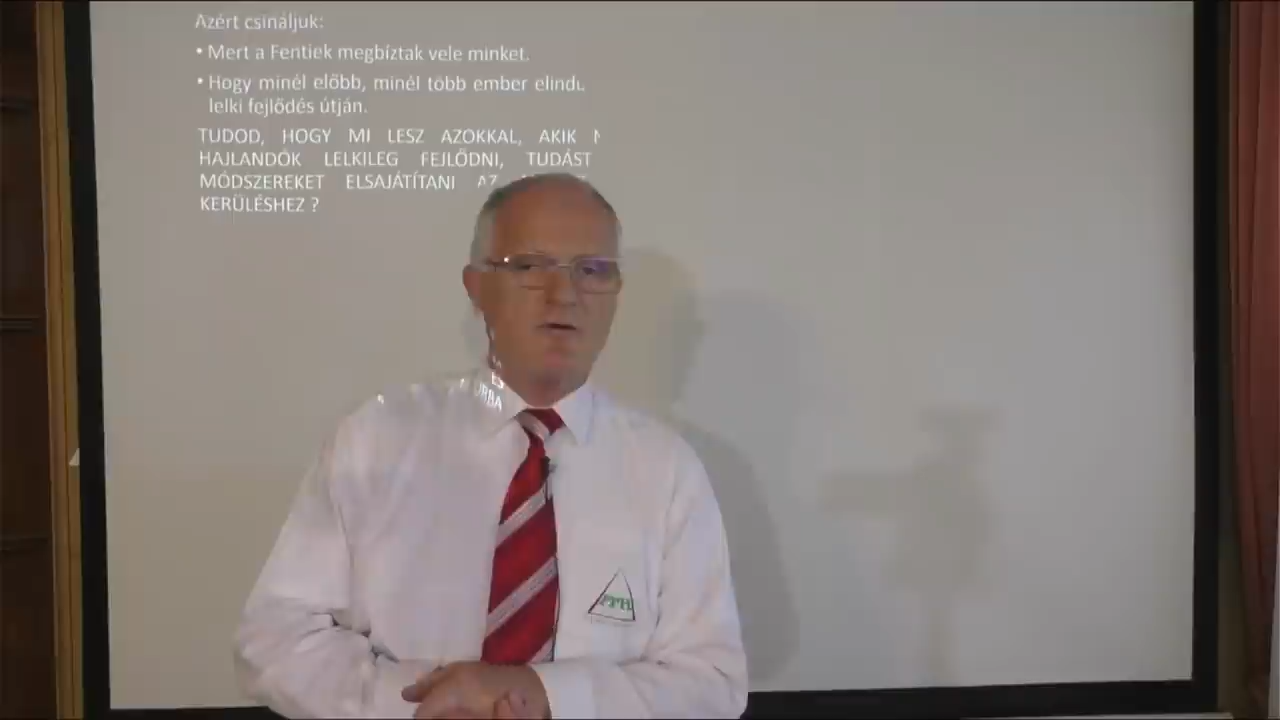 Azért csináljuk:
• Mert a Fentiek megbíztak vele minket.
• Hogy minél előbb, minél több ember
lelki fejlődés útján.
TUDOD, HOGY MI LESZ AZOKKAL, AKIK
HAJLANDÓK LELKILEG FEJLŐDNI, TUDÁST
MÓDSZEREKET ELSAJÁTÍTANI AZ
KERÜLÉSHEZ ?